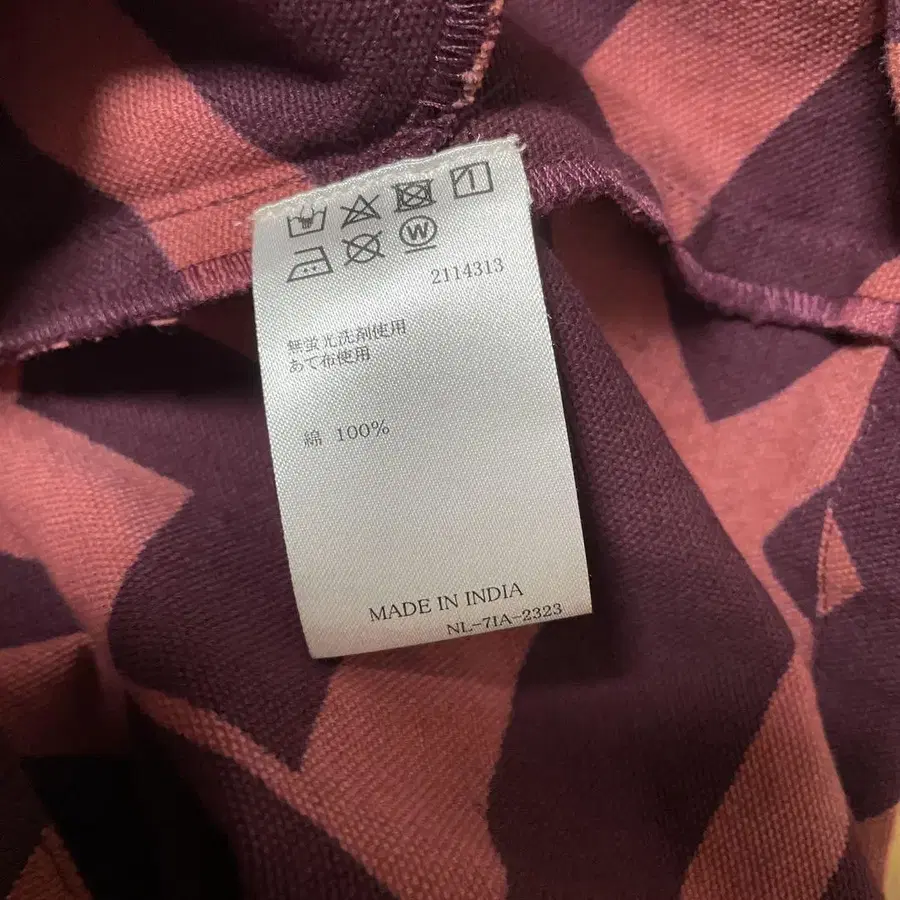 W
2114313
無蛍光洗剤使用
あて布使用
綿 100%
MADE IN INDIA
NL-7IA-2323